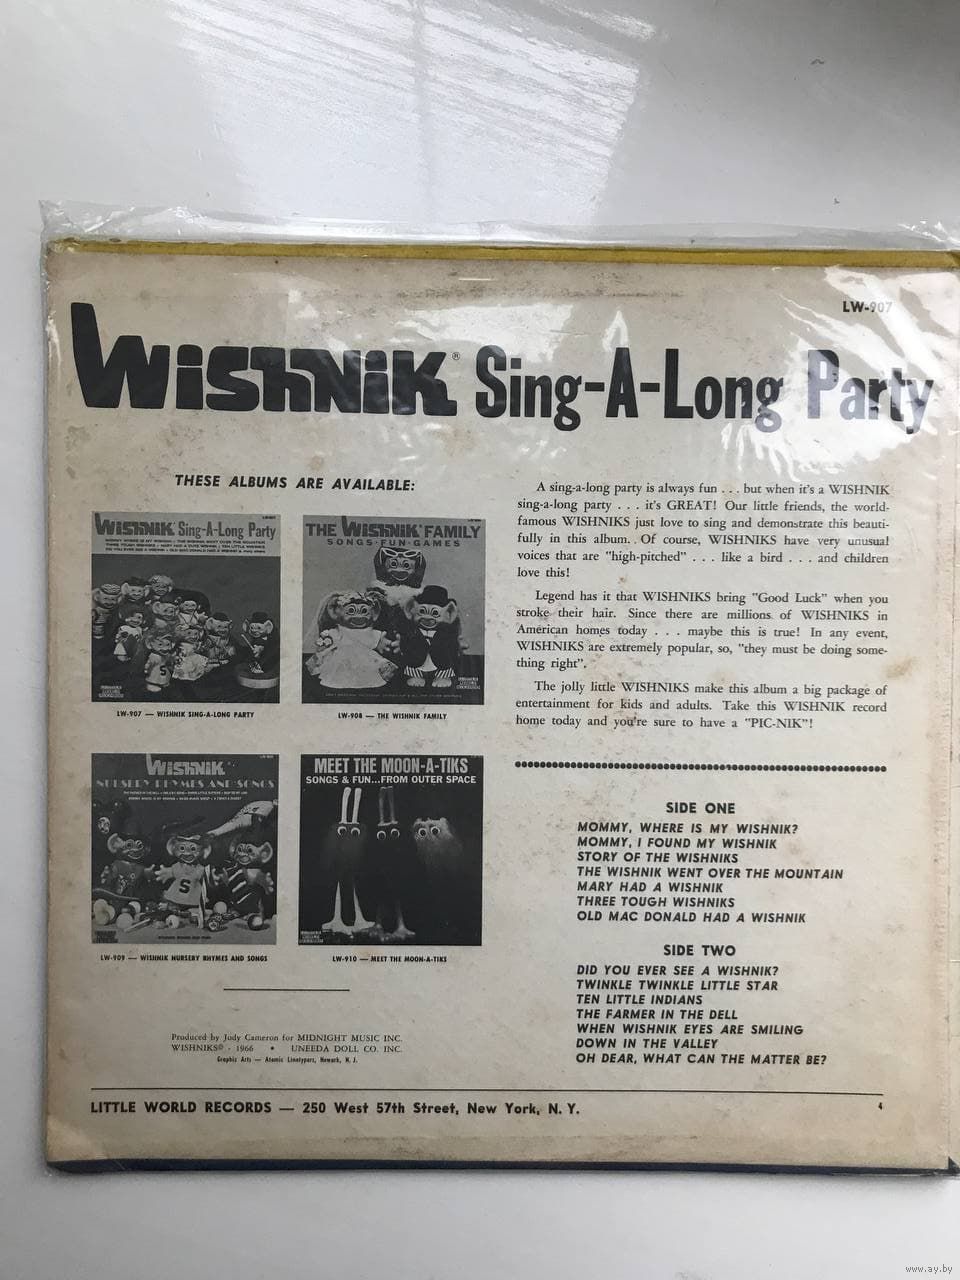 LW-907
WISHNIK® Sing-A-Long Party
THESE ALBUMS ARE AVAILABLE:
WISHNIK Sing-A-Long Party
THE WISHNIK FAMILY
SONGS·FUN·GAMES
LW-907 — WISHNIK SING-A-LONG PARTY
LW-908 — THE WISHNIK FAMILY
WISHNIK
NURSERY RHYMES AND SONGS
MEET THE MOON-A-TIKS
SONGS & FUN...FROM OUTER SPACE
S
LW-909 — WISHNIK NURSERY RHYMES AND SONGS
LW-910 — MEET THE MOON-A-TIKS
Produced by Judy Cameron for MIDNIGHT MUSIC INC.
WISHNIKS® - 1966 • UNEEDA DOLL CO. INC.
Graphic Arts — Atomic Linotypers, Newark, N. J.
A sing-a-long party is always fun . . . but when it's a WISHNIK
sing-a-long party . . . it's GREAT! Our little friends, the world-
famous WISHNIKS just love to sing and demonstrate this beauti-
fully in this album. . Of course, WISHNIKS have very unusual
voices that are "high-pitched" . . . like a bird . . . and children
love this!
Legend has it that WISHNIKS bring "Good Luck" when you
stroke their hair. Since there are millions of WISHNIKS in
American homes today . . . maybe this is true! In any event,
WISHNIKS are extremely popular, so, "they must be doing some-
thing right".
The jolly little WISHNIKS make this album a big package of
entertainment for kids and adults. Take this WISHNIK record
home today and you're sure to have a "PIC-NIK"!
SIDE ONE
MOMMY, WHERE IS MY WISHNIK?
MOMMY, I FOUND MY WISHNIK
STORY OF THE WISHNIKS
THE WISHNIK WENT OVER THE MOUNTAIN
MARY HAD A WISHNIK
THREE TOUGH WISHNIKS
OLD MAC DONALD HAD A WISHNIK
SIDE TWO
DID YOU EVER SEE A WISHNIK?
TWINKLE TWINKLE LITTLE STAR
TEN LITTLE INDIANS
THE FARMER IN THE DELL
WHEN WISHNIK EYES ARE SMILING
DOWN IN THE VALLEY
OH DEAR, WHAT CAN THE MATTER BE?
LITTLE WORLD RECORDS — 250 West 57th Street, New York, N. Y.
4
www.ay.by